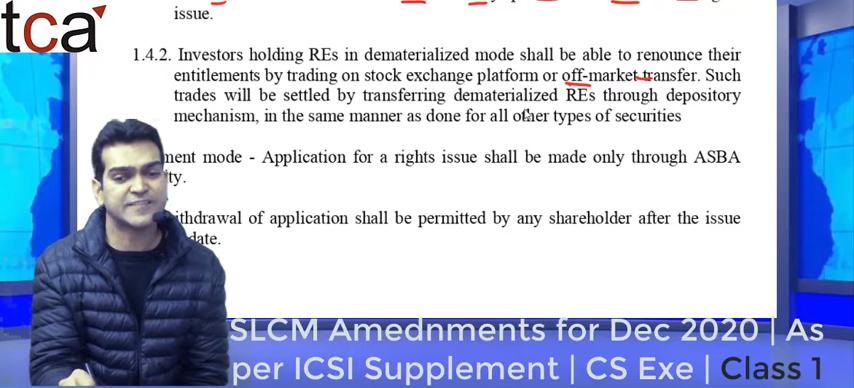 tca
issue.
1.4.2. Investors holding REs in dematerialized mode shall be able to renounce their
entitlements by trading on stock exchange platform or off-market transfer. Such
trades will be settled by transferring dematerialized REs through depository
mechanism, in the same manner as done for all other types of securities
ment mode - Application for a rights issue shall be made only through ASBA
ty.
ithdrawal of application shall be permitted by any shareholder after the issue
date.
SLCM Amednments for Dec 2020 | As
per ICSI Supplement | CS Exe | Class 1